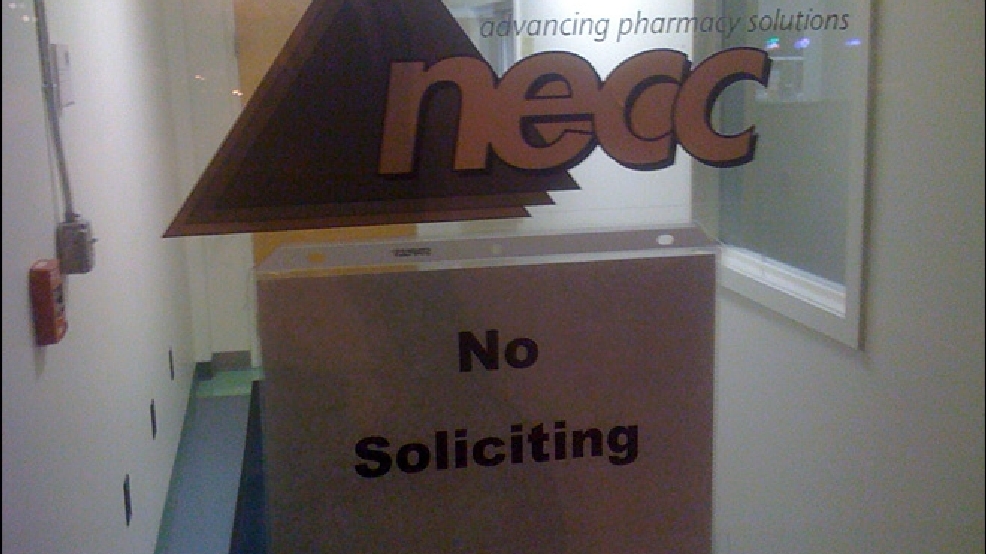 advancing pharmacy solutions
necc
No
Soliciting